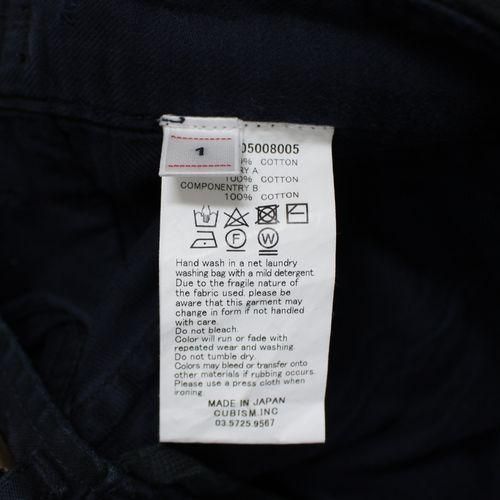 1
05008005
% COTTON
RY A
100% COTTON
COMPONENTRY B
100% COTTON
F W
Hand wash in a net laundry
washing bag with a mild detergent.
Due to the fragile nature of
the fabric used, please be
aware that this garment may
change in form if not handled
with care.
Do not bleach.
Color will run or fade with
repeated wear and washing.
Do not tumble dry.
Colors may bleed or transfer onto
other materials if rubbing occurs.
Please use a press cloth when
ironing.
MADE IN JAPAN
CUBISM.INC
03.5725.9567